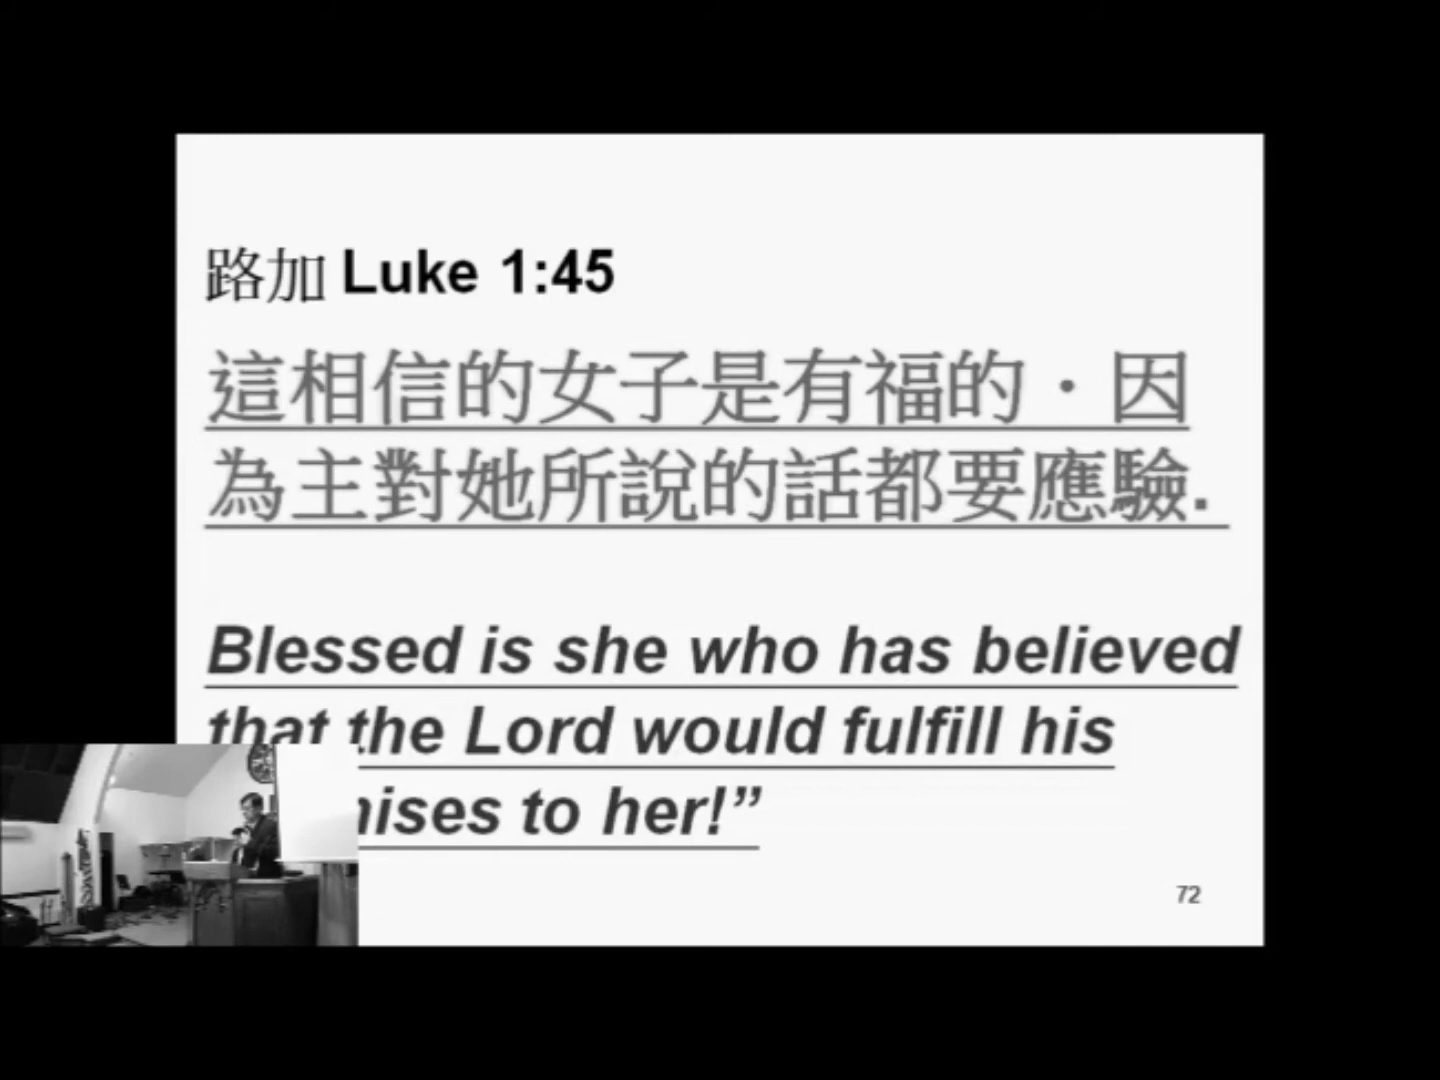 路加 Luke 1:45
這相信的女子是有福的・因
為主對她所說的話都要應驗.
Blessed is she who has believed
that the Lord would fulfill his
to her!”
72